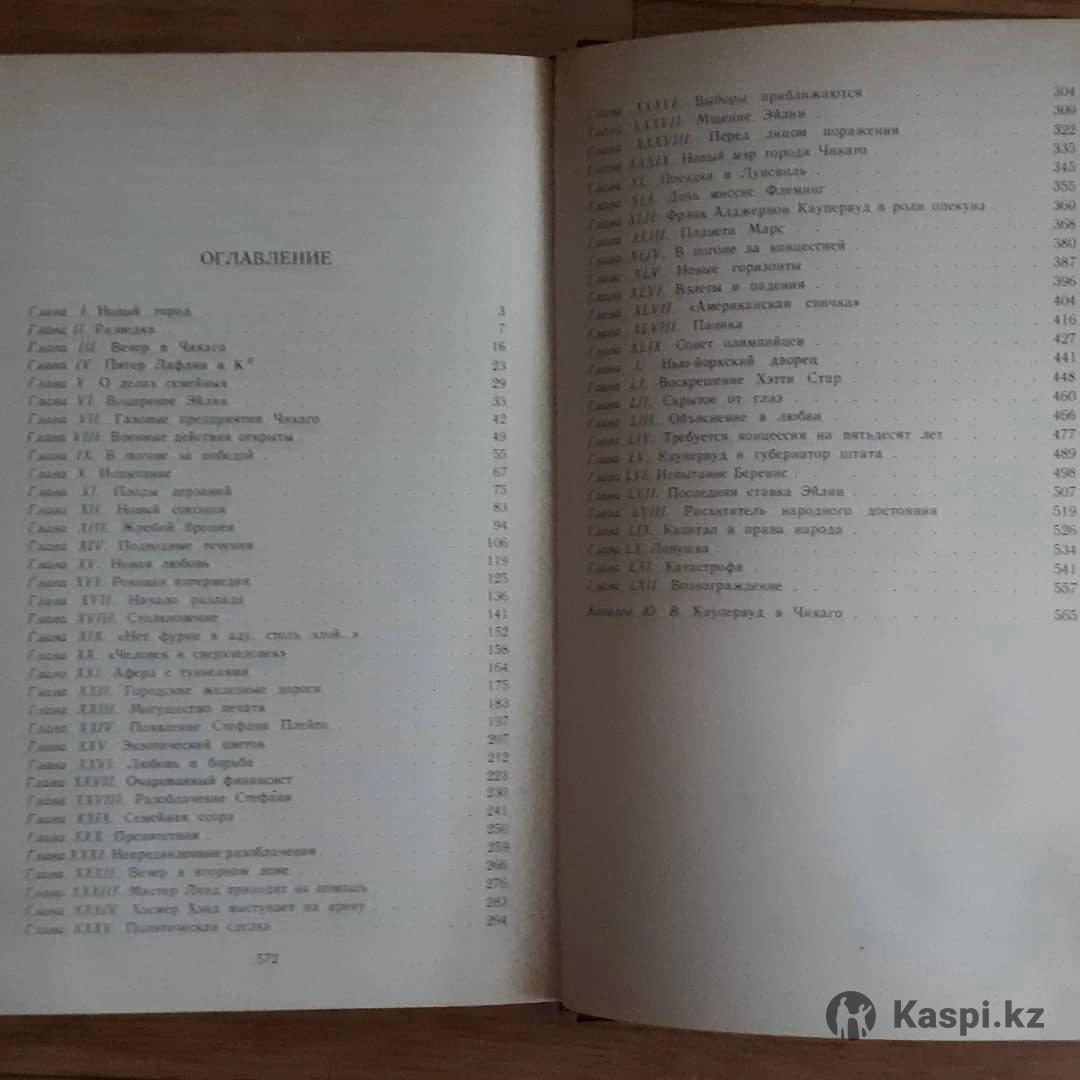 ОГЛАВЛЕНИЕ
Глава I. Новый город 3
Глава II. Разведка 7
Глава III. Вечер в Чикаго 16
Глава IV. Питер Лафлин и К° 23
Глава V. О делах семейных 29
Глава VI. Воцарение Эйлин 33
Глава VII. Газовые предприятия Чикаго 42
Глава VIII. Военные действия открыты 49
Глава IX. В погоне за победой 55
Глава X. Испытание 67
Глава XI. Плоды дерзаний 75
Глава XII. Новый союзник 83
Глава XIII. Жребий брошен 94
Глава XIV. Подводные течения 106
Глава XV. Новая любовь 119
Глава XVI. Роковая интермедия 125
Глава XVII. Начало разлада 136
Глава XVIII. Столкновение 141
Глава XIX. «Нет фурии в аду, столь злой...» 152
Глава XX. «Человек и сверхчеловек» 158
Глава XXI. Афера с туннелями 164
Глава XXII. Городские железные дороги 175
Глава XXIII. Могущество печати 183
Глава XXIV. Появление Стефани Плейто 197
Глава XXV. Экзотический цветок 207
Глава XXVI. Любовь и борьба 212
Глава XXVII. Очарованный финансист 223
Глава XXVIII. Разоблачение Стефани 230
Глава XXIX. Семейная ссора 241
Глава XXX. Препятствия 250
Глава XXXI. Непредвиденные разоблачения 259
Глава XXXII. Вечер в игорном доме 266
Глава XXXIII. Мистер Линд приходит на помощь 276
Глава XXXIV. Хосмер Хэнд выступает на арену 283
Глава XXXV. Политическая сделка 294
572
Глава XXXVI. Выборы приближаются 304
Глава XXXVII. Мщение Эйлин 309
Глава XXXVIII. Перед лицом поражения 322
Глава XXXIX. Новый мэр города Чикаго 335
Глава XL. Поездка в Луисвиль 345
Глава XLI. Дочь миссис Флеминг 355
Глава XLII. Фрэнк Алджернон Каупервуд в роли опекуна 360
Глава XLIII. Планета Марс 368
Глава XLIV. В погоне за концессией 380
Глава XLV. Новые горизонты 387
Глава XLVI. Взлеты и падения 396
Глава XLVII. «Американская спичка» 404
Глава XLVIII. Паника 416
Глава XLIX. Совет олимпийцев 427
Глава L. Нью-йоркский дворец 441
Глава LI. Воскрешение Хэтти Стар 448
Глава LII. Скрытое от глаз 460
Глава LIII. Объяснение в любви 466
Глава LIV. Требуется концессия на пятьдесят лет 477
Глава LV. Каупервуд и губернатор штата 489
Глава LVI. Испытание Беренис 498
Глава LVII. Последняя ставка Эйлин 507
Глава LVIII. Расхититель народного достояния 519
Глава LIX. Капитал и права народа 526
Глава LX. Ловушка 534
Глава LXI. Катастрофа 541
Глава LXII. Вознаграждение 557
Ю. В. Каупервуд в Чикаго 565
Kaspi.kz